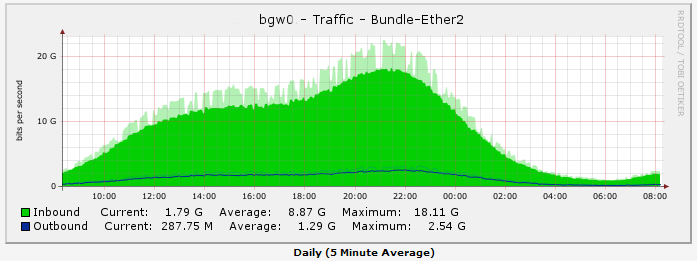 bgw0 - Traffic - Bundle-Ether2
RRDTOOL / TOBI OETIKER
bits per second
20 G
10 G
0
10:00 12:00 14:00 16:00 18:00 20:00 22:00 00:00 02:00 04:00 06:00 08:00
Inbound Current: 1.79 G Average: 8.87 G Maximum: 18.11 G
Outbound Current: 287.75 M Average: 1.29 G Maximum: 2.54 G
Daily (5 Minute Average)